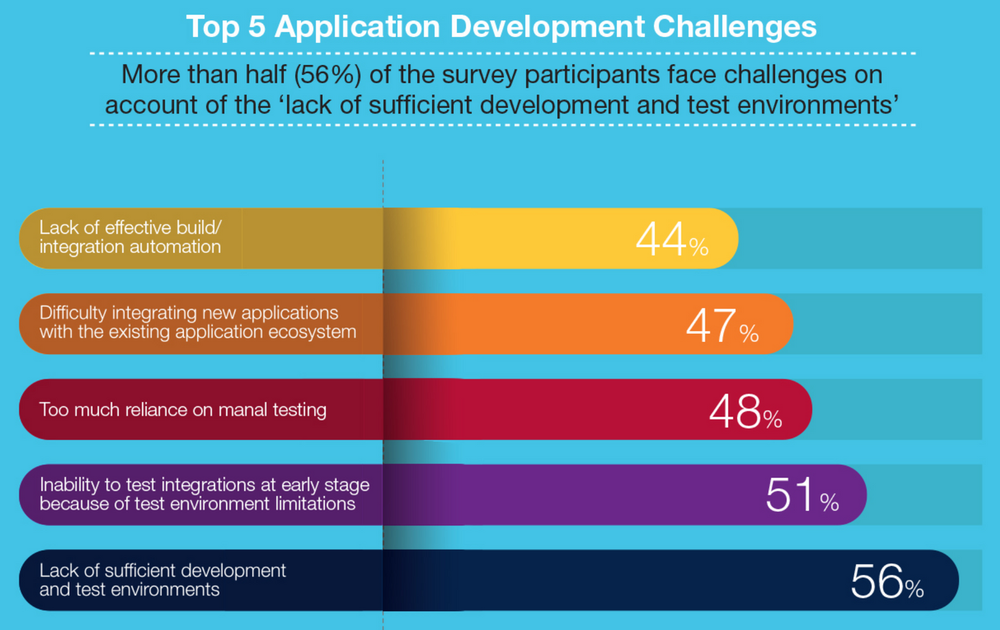 Top 5 Application Development Challenges
More than half (56%) of the survey participants face challenges on
account of the ‘lack of sufficient development and test environments’
Lack of effective build/
integration automation
44%
Difficulty integrating new applications
with the existing application ecosystem
47%
Too much reliance on manal testing
48%
Inability to test integrations at early stage
because of test environment limitations
51%
Lack of sufficient development
and test environments
56%